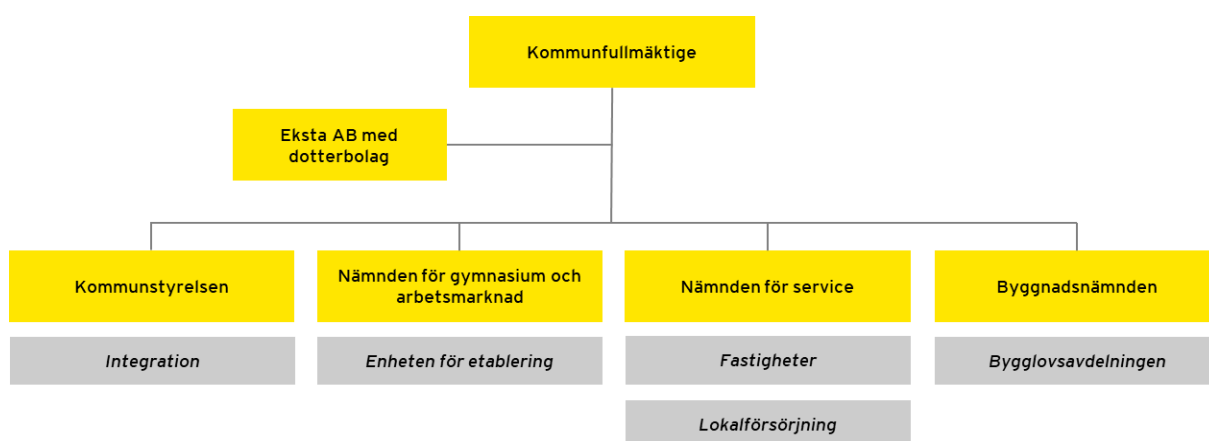 Kommunfullmäktige
Eksta AB med
dotterbolag
Kommunstyrelsen
Nämnden för gymnasium och
arbetsmarknad
Nämnden för service
Byggnadsnämnden
Integration
Enheten för etablering
Fastigheter
Bygglovsavdelningen
Lokalförsörjning